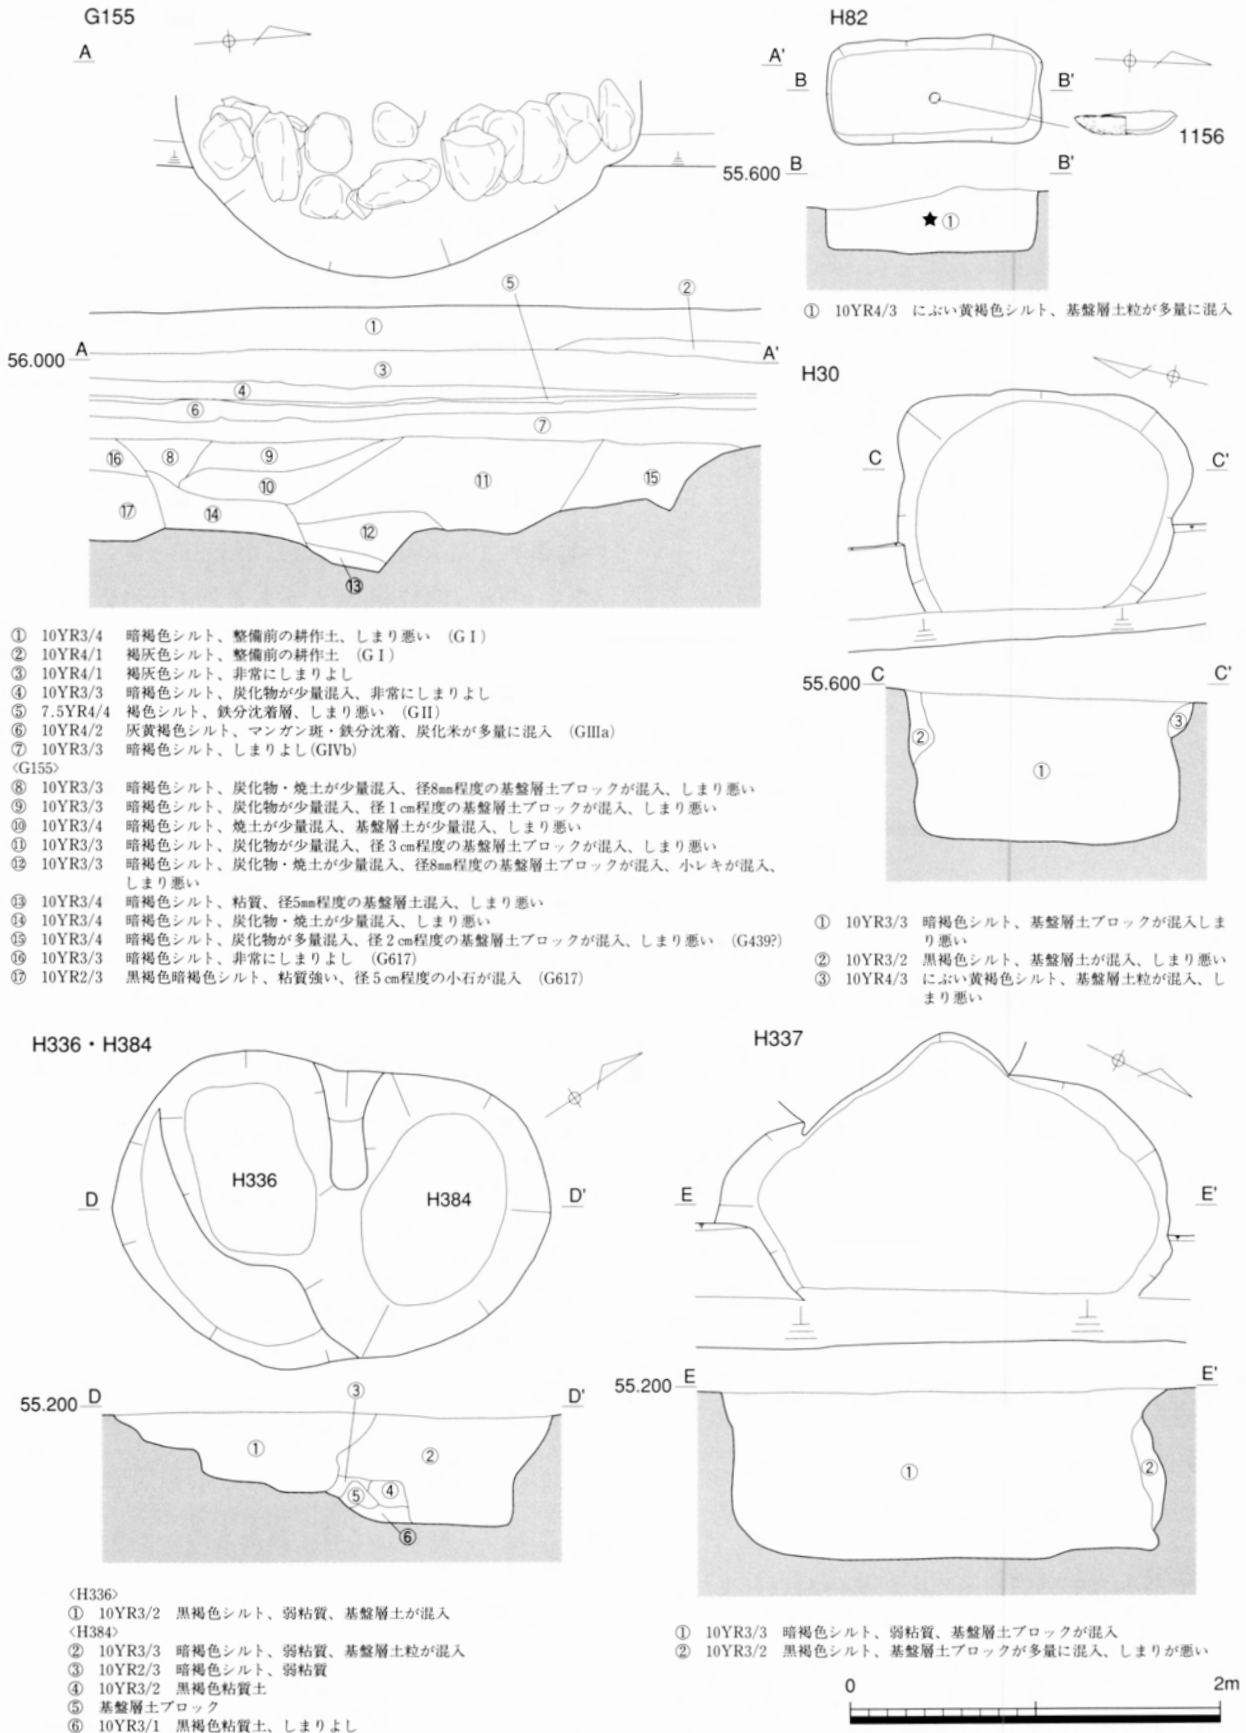 G155
A
A'
⑤
②
①
56.000 A
A'
③
④
⑥
⑦
⑯
⑧
⑨
⑩
⑪
⑮
⑰
⑭
⑫
⑬
① 10YR3/4 暗褐色シルト、整備前の耕作土、しまり悪い (GⅠ)
② 10YR4/1 褐灰色シルト、整備前の耕作土 (GⅠ)
③ 10YR4/1 褐灰色シルト、非常にしまりよし
④ 10YR3/3 暗褐色シルト、炭化物が少量混入、非常にしまりよし
⑤ 7.5YR4/4 褐色シルト、鉄分沈着層、しまり悪い (GII)
⑥ 10YR4/2 灰黄褐色シルト、マンガン斑・鉄分沈着、炭化米が多量に混入 (GIIIa)
⑦ 10YR3/3 暗褐色シルト、しまりよし(GIVb)
〈G155〉
⑧ 10YR3/3 暗褐色シルト、炭化物・焼土が少量混入、径8㎜程度の基盤層土ブロックが混入、しまり悪い
⑨ 10YR3/3 暗褐色シルト、炭化物が少量混入、径1㎝程度の基盤層土ブロックが混入、しまり悪い
⑩ 10YR3/4 暗褐色シルト、焼土が少量混入、基盤層土が少量混入、しまり悪い
⑪ 10YR3/3 暗褐色シルト、炭化物が少量混入、径3㎝程度の基盤層土ブロックが混入、しまり悪い
⑫ 10YR3/3 暗褐色シルト、炭化物・焼土が少量混入、径8㎜程度の基盤層土ブロックが混入、小レキが混入、
しまり悪い
⑬ 10YR3/4 暗褐色シルト、粘質、径5㎜程度の基盤層土混入、しまり悪い
⑭ 10YR3/4 暗褐色シルト、炭化物・焼土が少量混入、しまり悪い
⑮ 10YR3/4 暗褐色シルト、炭化物が多量混入、径2㎝程度の基盤層土ブロックが混入、しまり悪い (G439?)
⑯ 10YR3/3 暗褐色シルト、非常にしまりよし (G617)
⑰ 10YR2/3 黒褐色暗褐色シルト、粘質強い、径5㎝程度の小石が混入 (G617)
H82
B
B'
1156
55.600 B
B'
★ ①
① 10YR4/3 にぶい黄褐色シルト、基盤層土粒が多量に混入
H30
C
C'
55.600 C
C'
②
③
①
① 10YR3/3 暗褐色シルト、基盤層土ブロックが混入しま
り悪い
② 10YR3/2 黒褐色シルト、基盤層土が混入、しまり悪い
③ 10YR4/3 にぶい黄褐色シルト、基盤層土粒が混入、し
まり悪い
H336・H384
D
H336
H384
D'
55.200 D
③
D'
①
②
⑤
④
⑥
〈H336〉
① 10YR3/2 黒褐色シルト、弱粘質、基盤層土が混入
〈H384〉
② 10YR3/3 暗褐色シルト、弱粘質、基盤層土粒が混入
③ 10YR2/3 暗褐色シルト、弱粘質
④ 10YR3/2 黒褐色粘質土
⑤ 基盤層土ブロック
⑥ 10YR3/1 黒褐色粘質土、しまりよし
H337
E
E'
55.200 E
E'
①
②
① 10YR3/3 暗褐色シルト、弱粘質、基盤層土ブロックが混入
② 10YR3/2 黒褐色シルト、基盤層土ブロックが多量に混入、しまりが悪い
0
2m